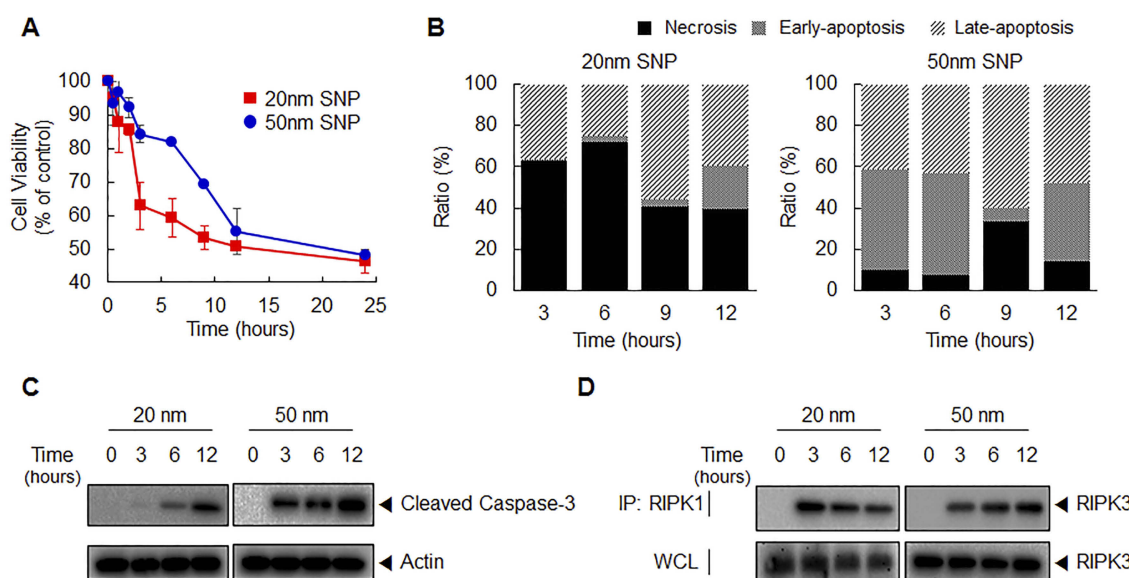 A
Cell Viability
(% of control)
100
90
80
70
60
50
40
0 5 10 15 20 25
Time (hours)
20nm SNP
50nm SNP
B
Necrosis Early-apoptosis Late-apoptosis
20nm SNP
Ratio (%)
100
80
60
40
20
0
3 6 9 12
Time (hours)
50nm SNP
Ratio (%)
100
80
60
40
20
0
3 6 9 12
Time (hours)
C
20 nm 50 nm
Time 0 3 6 12 0 3 6 12
(hours)
Cleaved Caspase-3
Actin
D
20 nm 50 nm
Time 0 3 6 12 0 3 6 12
(hours)
IP: RIPK1 RIPK3
WCL RIPK3